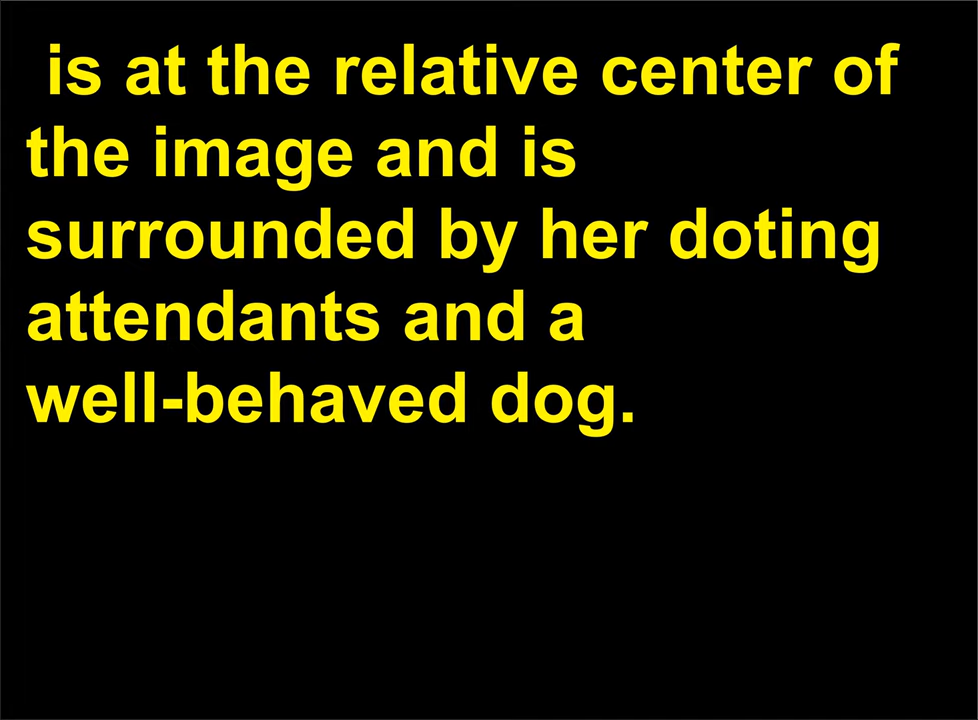 is at the relative center of
the image and is
surrounded by her doting
attendants and a
well-behaved dog.